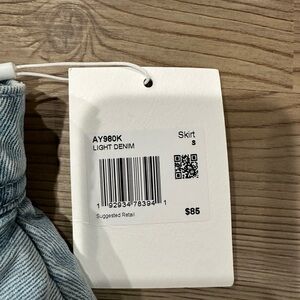 AY980K
LIGHT DENIM
Skirt
S
1 92934 78394 1
Suggested Retail
$85